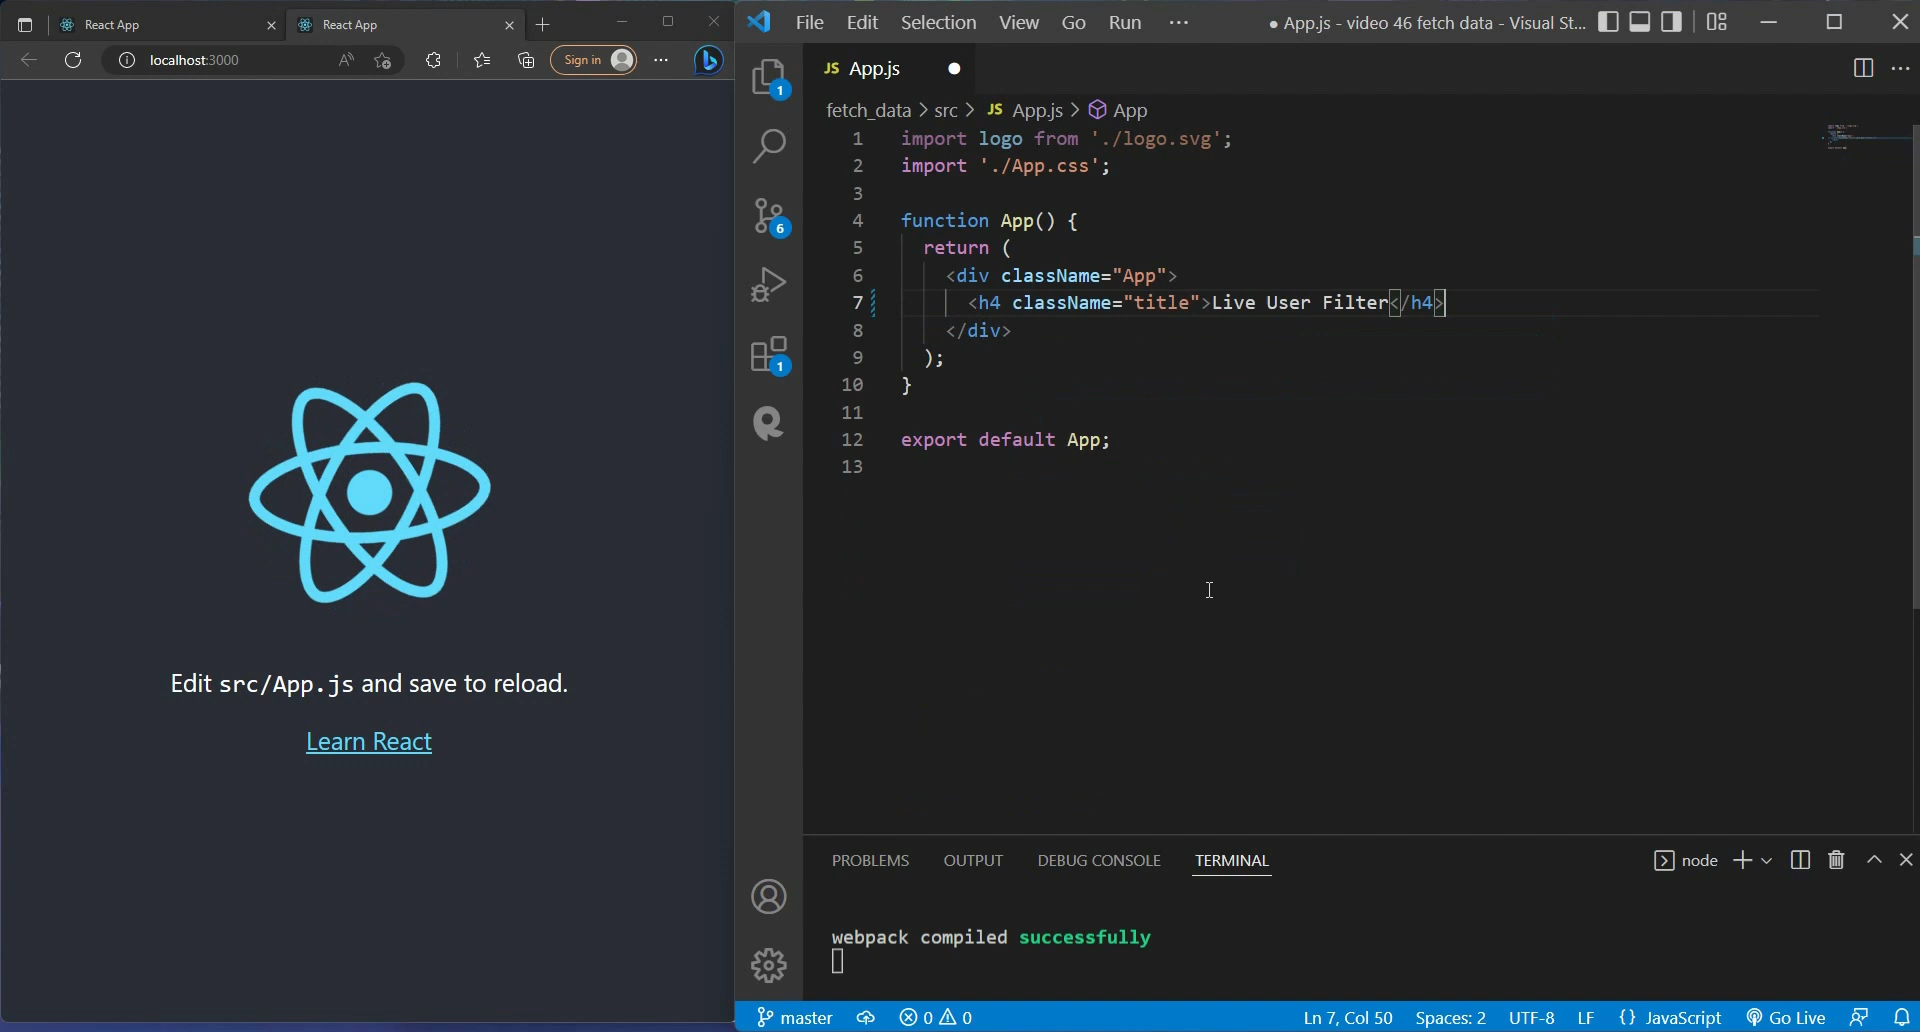 React App
React App
localhost:3000
Sign in
Edit src/App.js and save to reload.
Learn React
File Edit Selection View Go Run ···
● App.js - video 46 fetch data - Visual St...
JS App.js
fetch_data > src > JS App.js > App
1 import logo from './logo.svg';
2 import './App.css';
3
4 function App() {
5 return (
6 <div className="App">
7 <h4 className="title">Live User Filter</h4>
8 </div>
9 );
10 }
11
12 export default App;
13
1
6
1
PROBLEMS OUTPUT DEBUG CONSOLE TERMINAL
node
webpack compiled successfully
master 0 0 Ln 7, Col 50 Spaces: 2 UTF-8 LF {} JavaScript Go Live